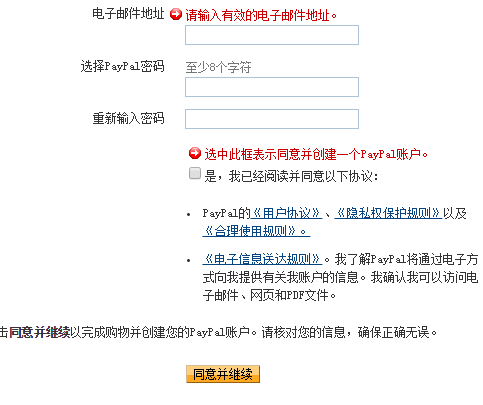 电子邮件地址 请输入有效的电子邮件地址。
选择PayPal密码 至少8个字符
重新输入密码
选中此框表示同意并创建一个PayPal账户。
是，我已经阅读并同意以下协议：
• PayPal的《用户协议》、《隐私权保护规则》以及
《合理使用规则》。
• 《电子信息送达规则》。我了解PayPal将通过电子方
式向我提供有关我账户的信息。我确认我可以访问电
子邮件、网页和PDF文件。
击同意并继续以完成购物并创建您的PayPal账户。请核对您的信息，确保正确无误。
同意并继续